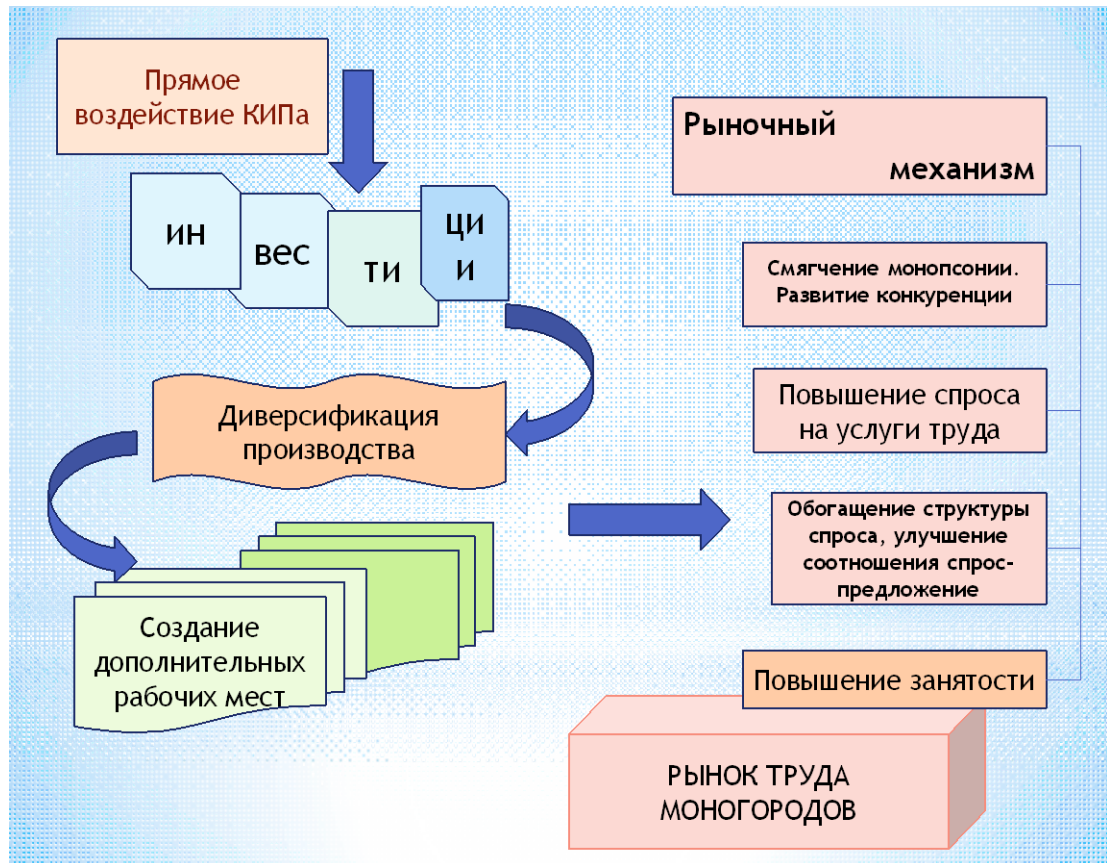 Прямое
воздействие КИПа
ин
вес
ти
ци
и
Диверсификация
производства
Создание
дополнительных
рабочих мест
Рыночный
механизм
Смягчение монопсонии.
Развитие конкуренции
Повышение спроса
на услуги труда
Обогащение структуры
спроса, улучшение
соотношения спрос-
предложение
Повышение занятости
РЫНОК ТРУДА
МОНОГОРОДОВ